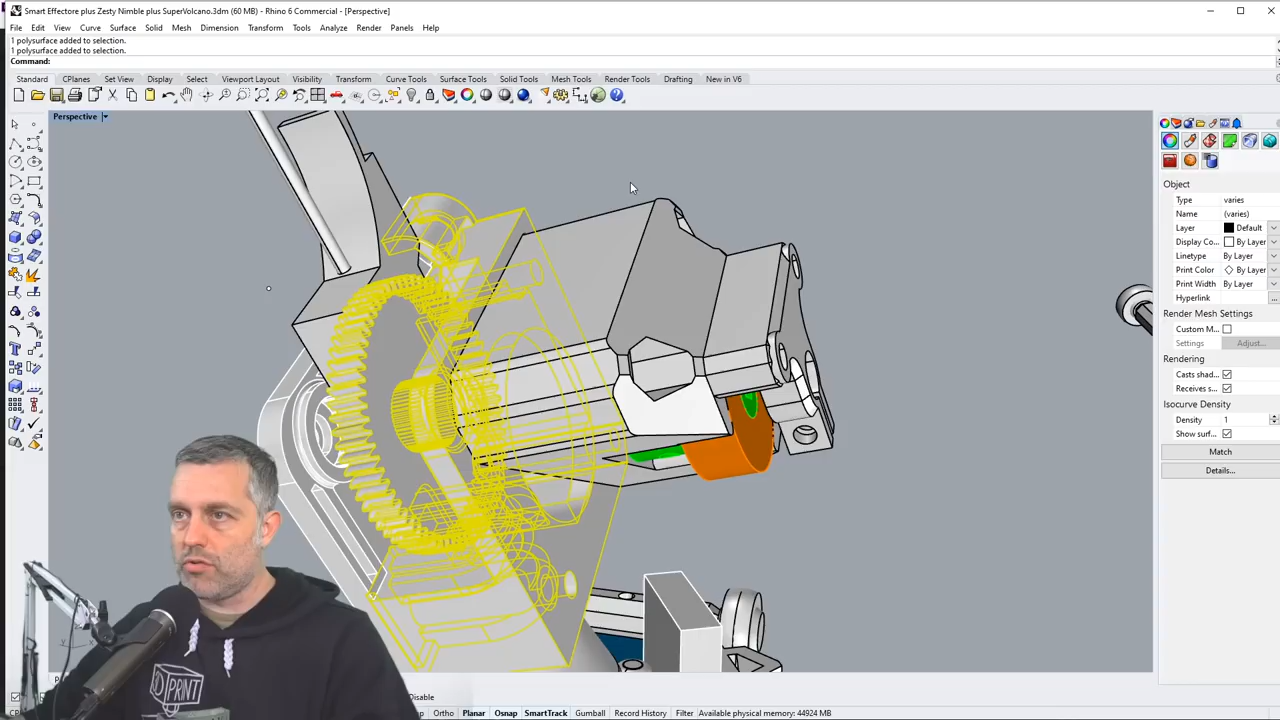 Smart Effectore plus Zesty Nimble plus SuperVolcano.3dm (60 MB) - Rhino 6 Commercial - [Perspective]
File Edit View Curve Surface Solid Mesh Dimension Transform Tools Analyze Render Panels Help
1 polysurface added to selection.
1 polysurface added to selection.
Command:
Standard CPlanes Set View Display Select Viewport Layout Visibility Transform Curve Tools Surface Tools Solid Tools Mesh Tools Render Tools Drafting New in V6
Perspective
Object
Type varies
Name (varies)
Layer Default
Display Co... By Layer
Linetype By Layer
Print Color By Layer
Print Width By Layer
Hyperlink ...
Render Mesh Settings
Custom M...
Settings Adjust...
Rendering
Casts shad...
Receives s...
Isocurve Density
Density 1
Show surf...
Match
Details...
3D PRINT
Disable
Ortho Planar Osnap SmartTrack Gumball Record History Filter Available physical memory: 44924 MB